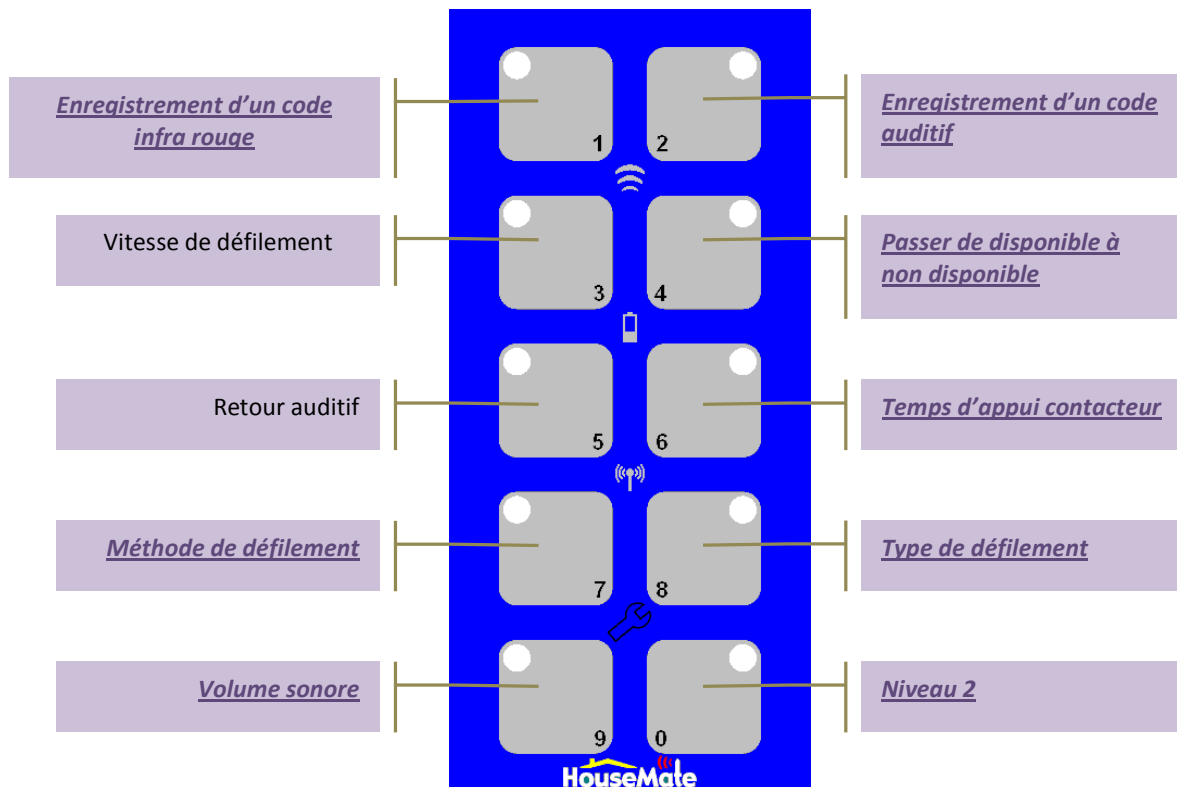 Enregistrement d'un code
infra rouge
1
2
Enregistrement d'un code
auditif
Vitesse de défilement
3
4
Passer de disponible à
non disponible
Retour auditif
5
6
Temps d'appui contacteur
Méthode de défilement
7
8
Type de défilement
Volume sonore
9
0
Niveau 2
HouseMate